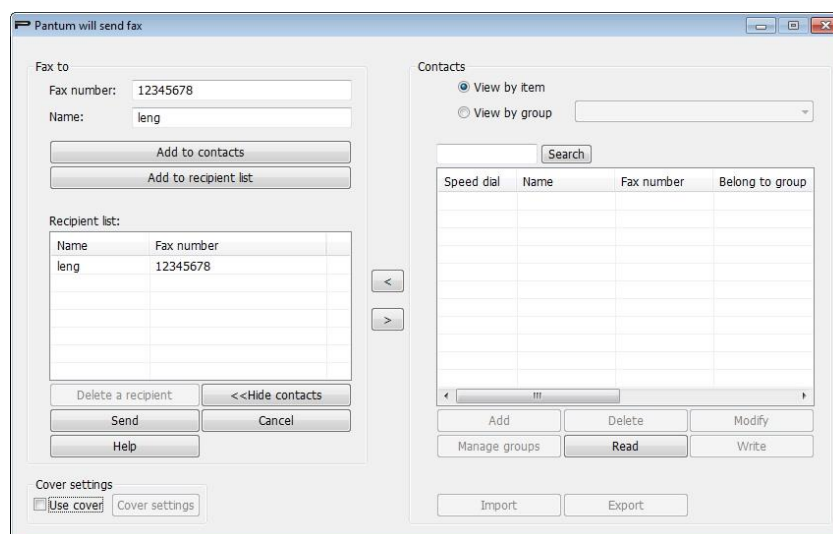 Pantum will send fax
Fax to
Fax number: 12345678
Name: leng
Add to contacts
Add to recipient list
Recipient list:
Name Fax number
leng 12345678
Delete a recipient <<Hide contacts
Send Cancel
Help
Cover settings
Use cover Cover settings
<
>
Contacts
View by item
View by group
Search
Speed dial Name Fax number Belong to group
Add Delete Modify
Manage groups Read Write
Import Export